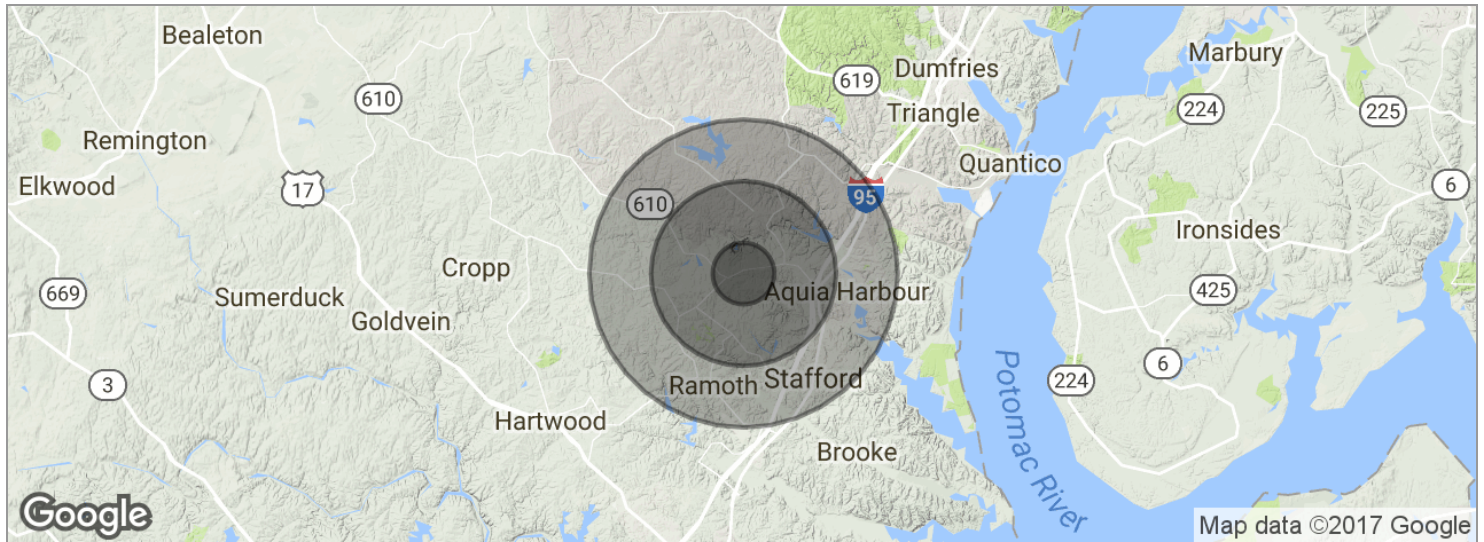 Bealeton
Marbury
Dumfries
619
610
224
225
Triangle
Remington
Quantico
Elkwood
17
6
95
610
Ironsides
Cropp
669
Sumerduck
Aquia Harbour
425
Goldvein
6
3
Ramoth
Stafford
224
Hartwood
Potomac River
Brooke
Google
Map data ©2017 Google